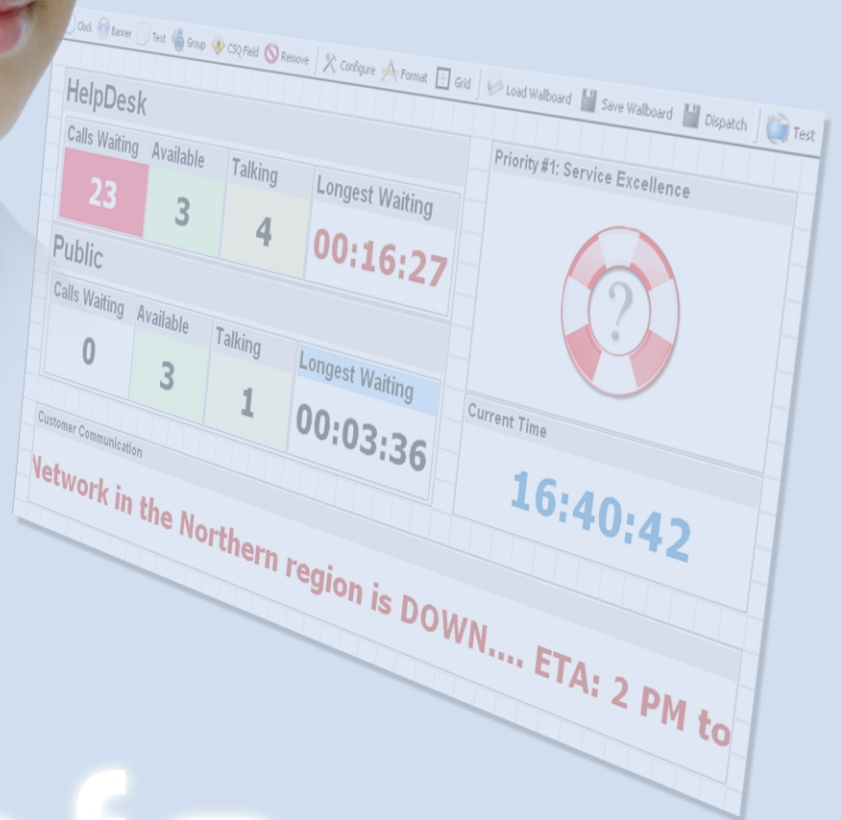 Clock Banner Text Group CSQ Field Remove Configure Format Grid Load Wallboard Save Wallboard Dispatch Test
HelpDesk
Calls Waiting Available Talking Longest Waiting
23 3 4 00:16:27
Public
Calls Waiting Available Talking Longest Waiting
0 3 1 00:03:36
Priority #1: Service Excellence
?
Current Time
16:40:42
Customer Communication
Network in the Northern region is DOWN.... ETA: 2 PM to